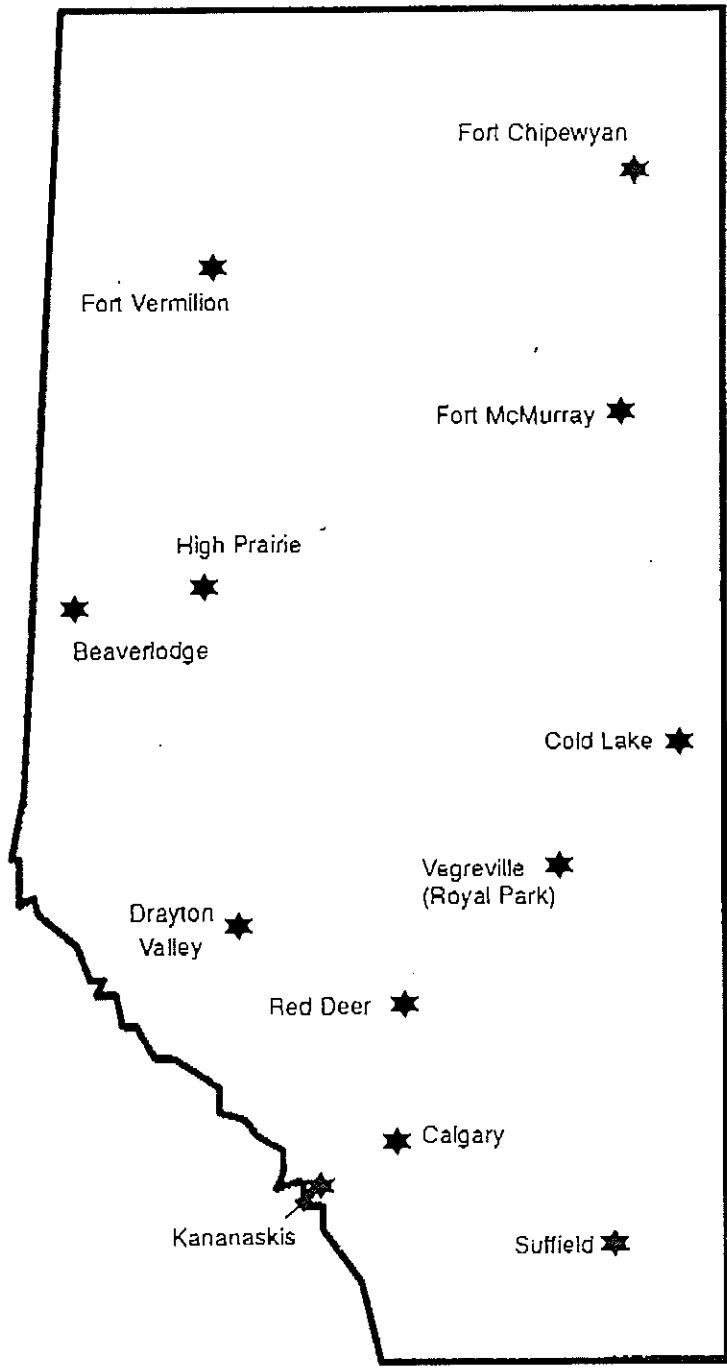 Fort Chipewyan
Fort Vermilion
Fort McMurray
High Prairie
Beaverlodge
Cold Lake
Vegreville
(Royal Park)
Drayton
Valley
Red Deer
Calgary
Kananaskis
Suffield